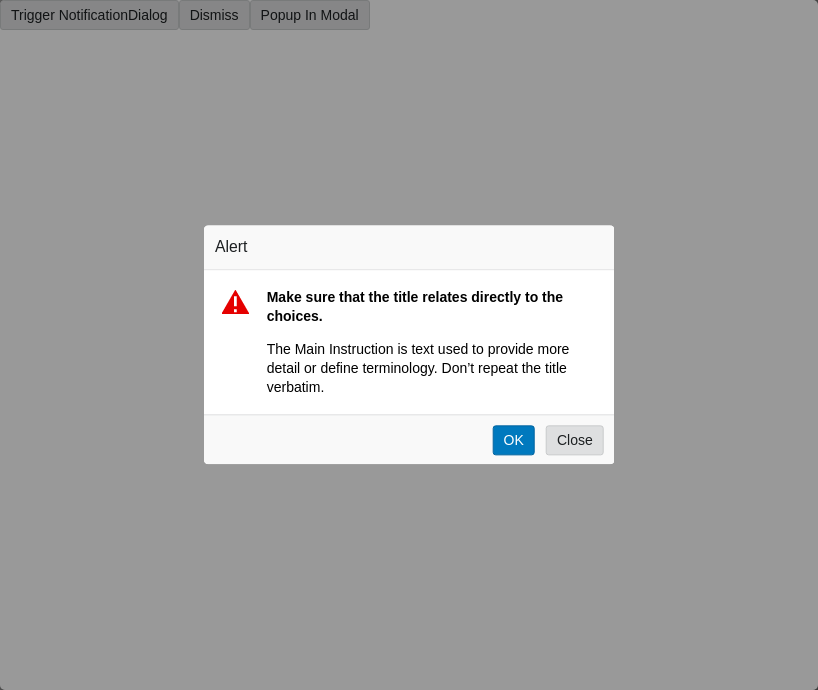 Trigger NotificationDialog Dismiss Popup In Modal
Alert
Make sure that the title relates directly to the
choices.
The Main Instruction is text used to provide more
detail or define terminology. Don’t repeat the title
verbatim.
OK Close